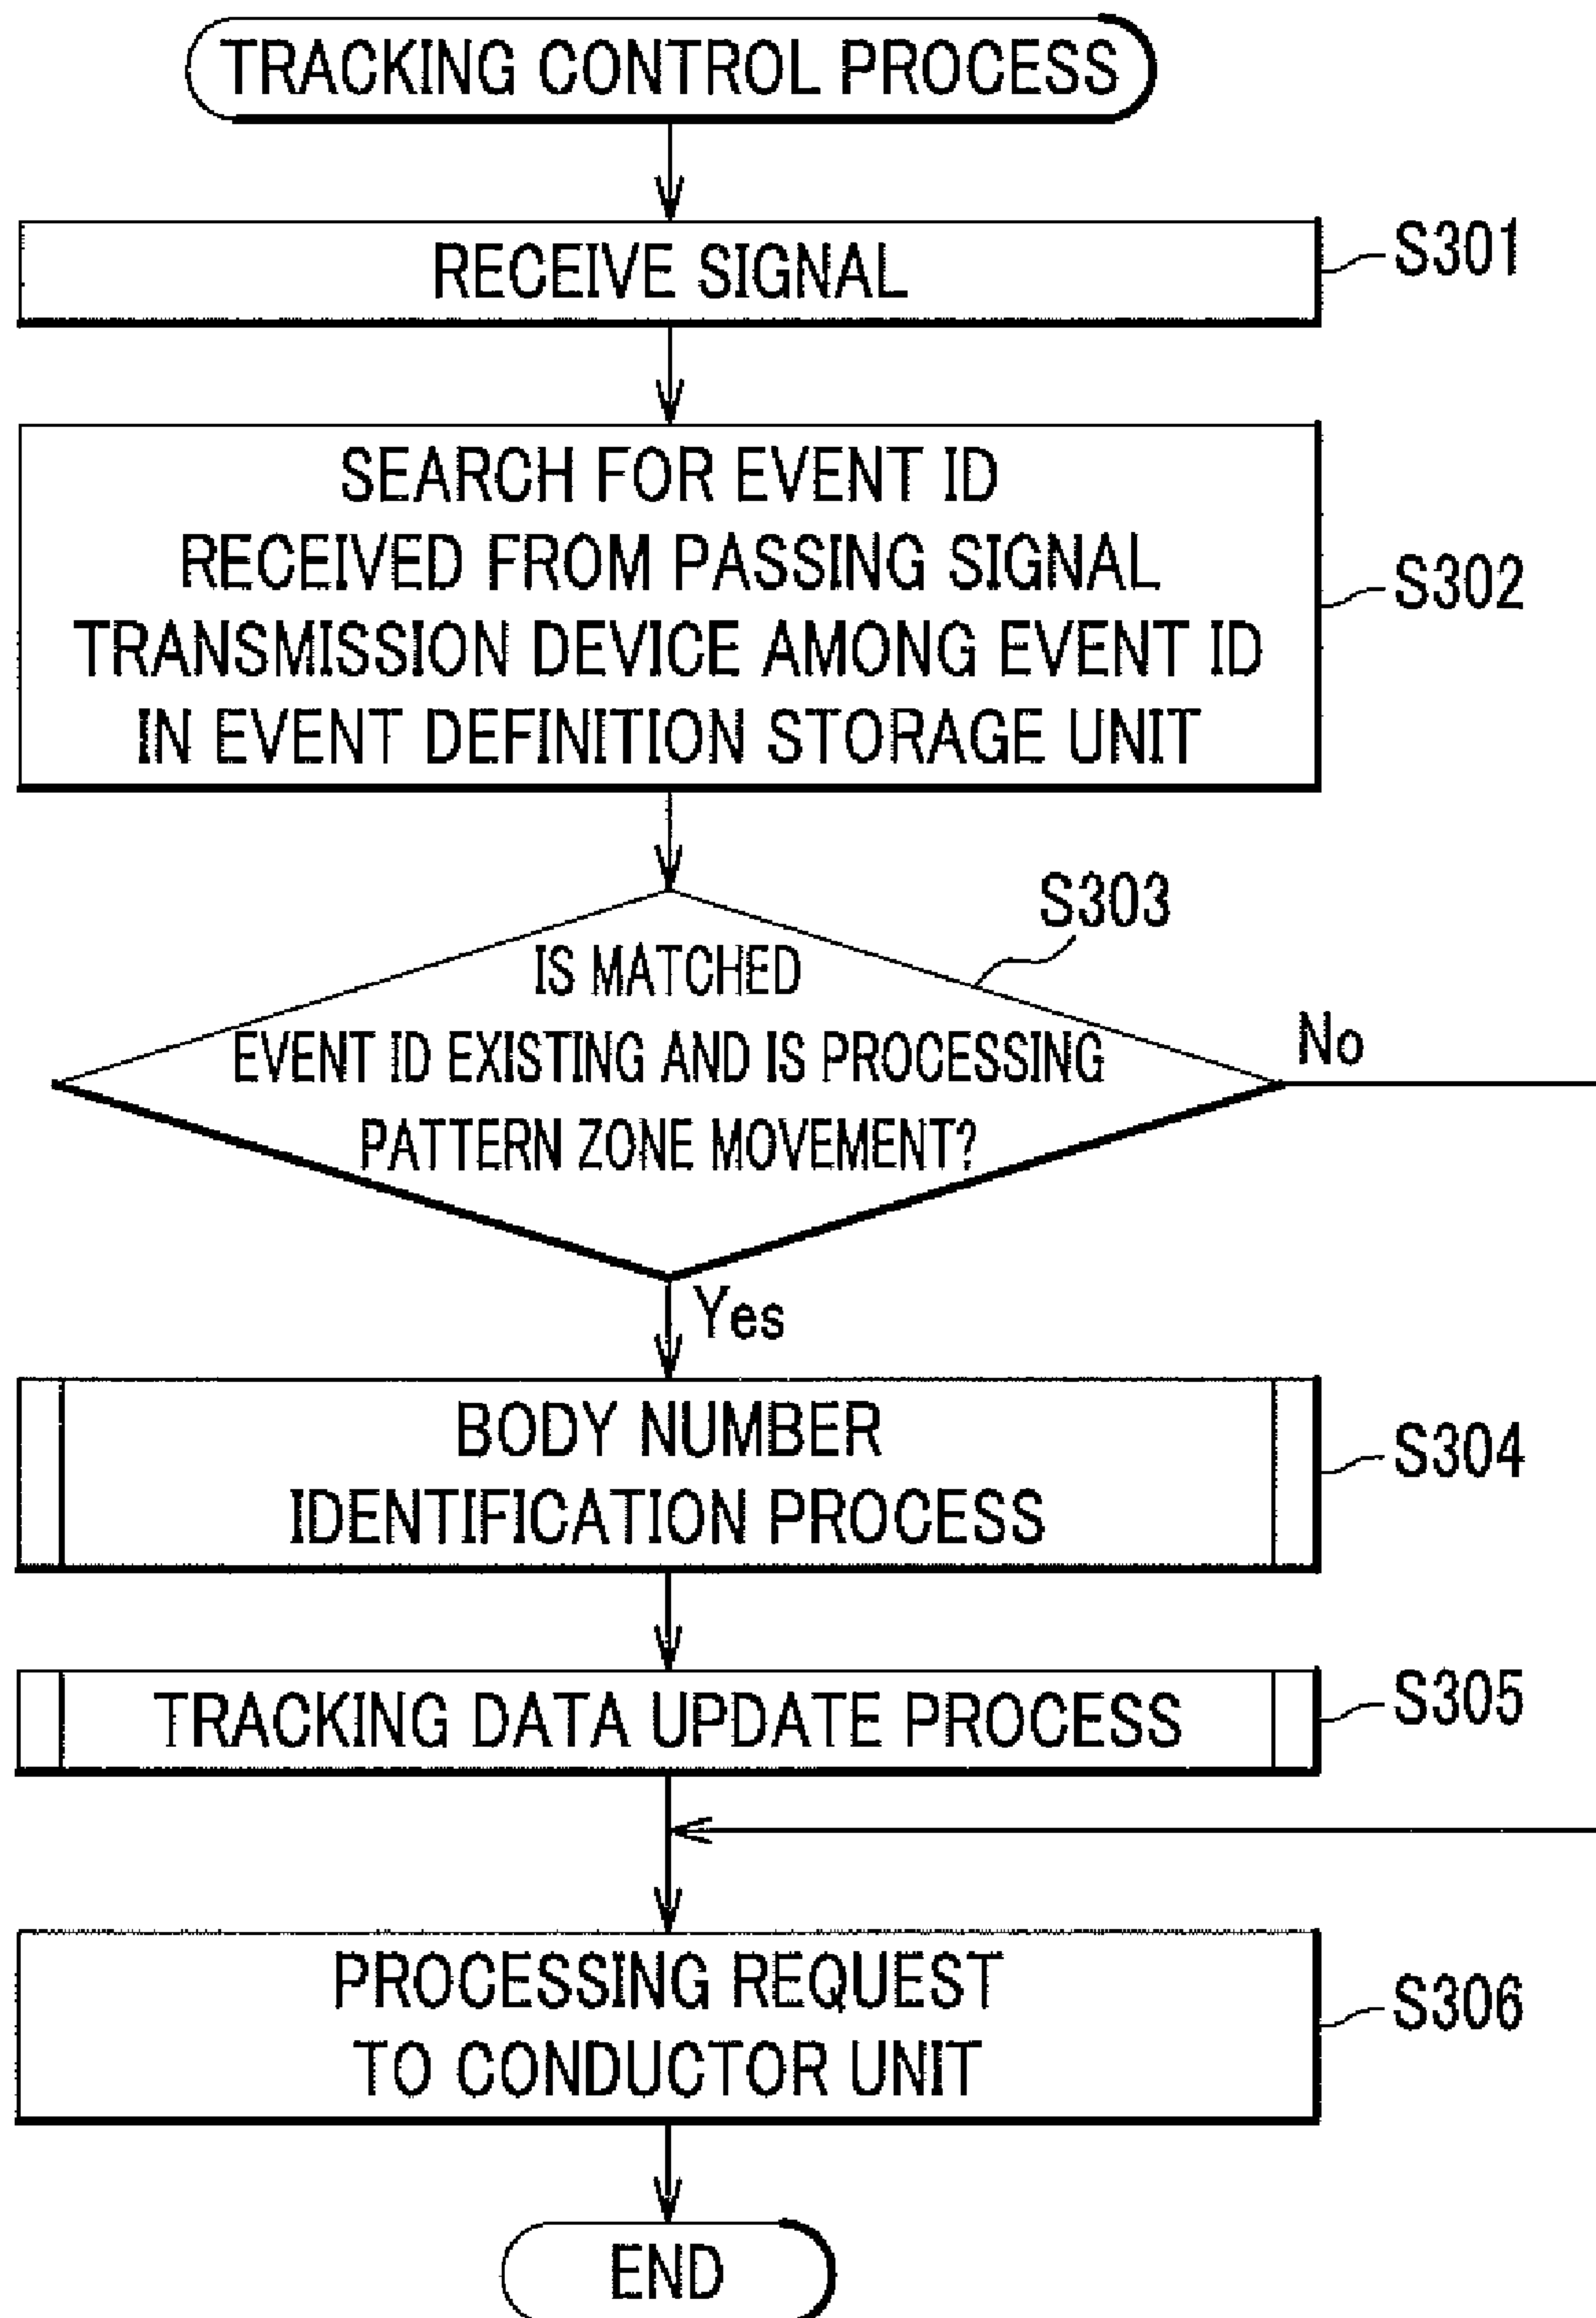 TRACKING CONTROL PROCESS
RECEIVE SIGNAL
S301
SEARCH FOR EVENT ID
RECEIVED FROM PASSING SIGNAL
TRANSMISSION DEVICE AMONG EVENT ID
IN EVENT DEFINITION STORAGE UNIT
S302
S303
IS MATCHED
EVENT ID EXISTING AND IS PROCESSING
PATTERN ZONE MOVEMENT?
No
Yes
BODY NUMBER
IDENTIFICATION PROCESS
S304
TRACKING DATA UPDATE PROCESS
S305
PROCESSING REQUEST
TO CONDUCTOR UNIT
S306
END